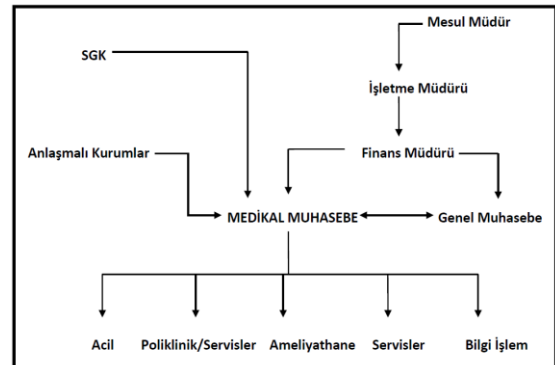 Mesul Müdür
SGK
İşletme Müdürü
Anlaşmalı Kurumlar
Finans Müdürü
MEDİKAL MUHASEBE
Genel Muhasebe
Acil
Poliklinik/Servisler
Ameliyathane
Servisler
Bilgi İşlem